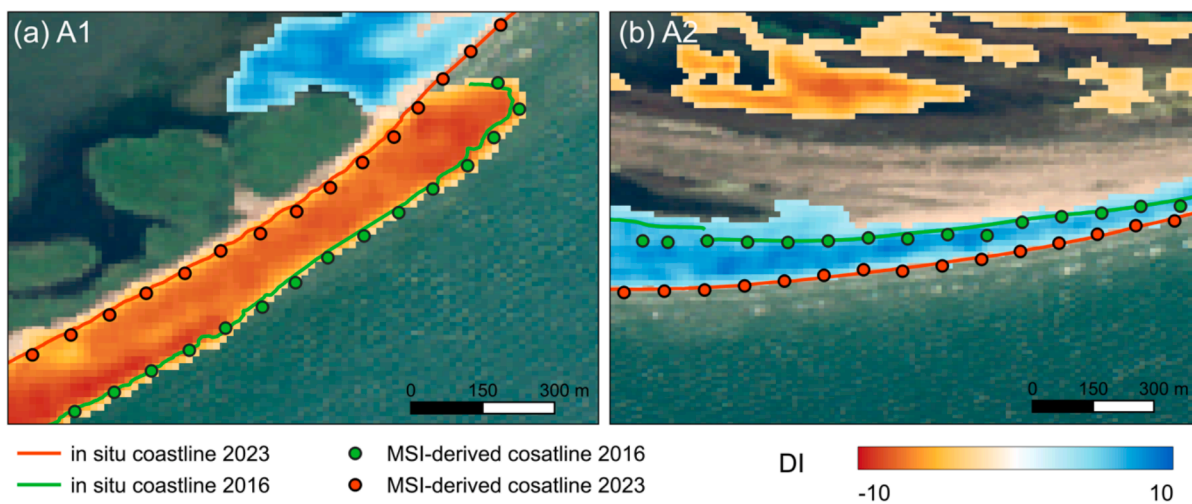 (a) A1
(b) A2
0 150 300 m
0 150 300 m
in situ coastline 2023
MSI-derived cosatline 2016
in situ coastline 2016
MSI-derived cosatline 2023
DI
-10 10